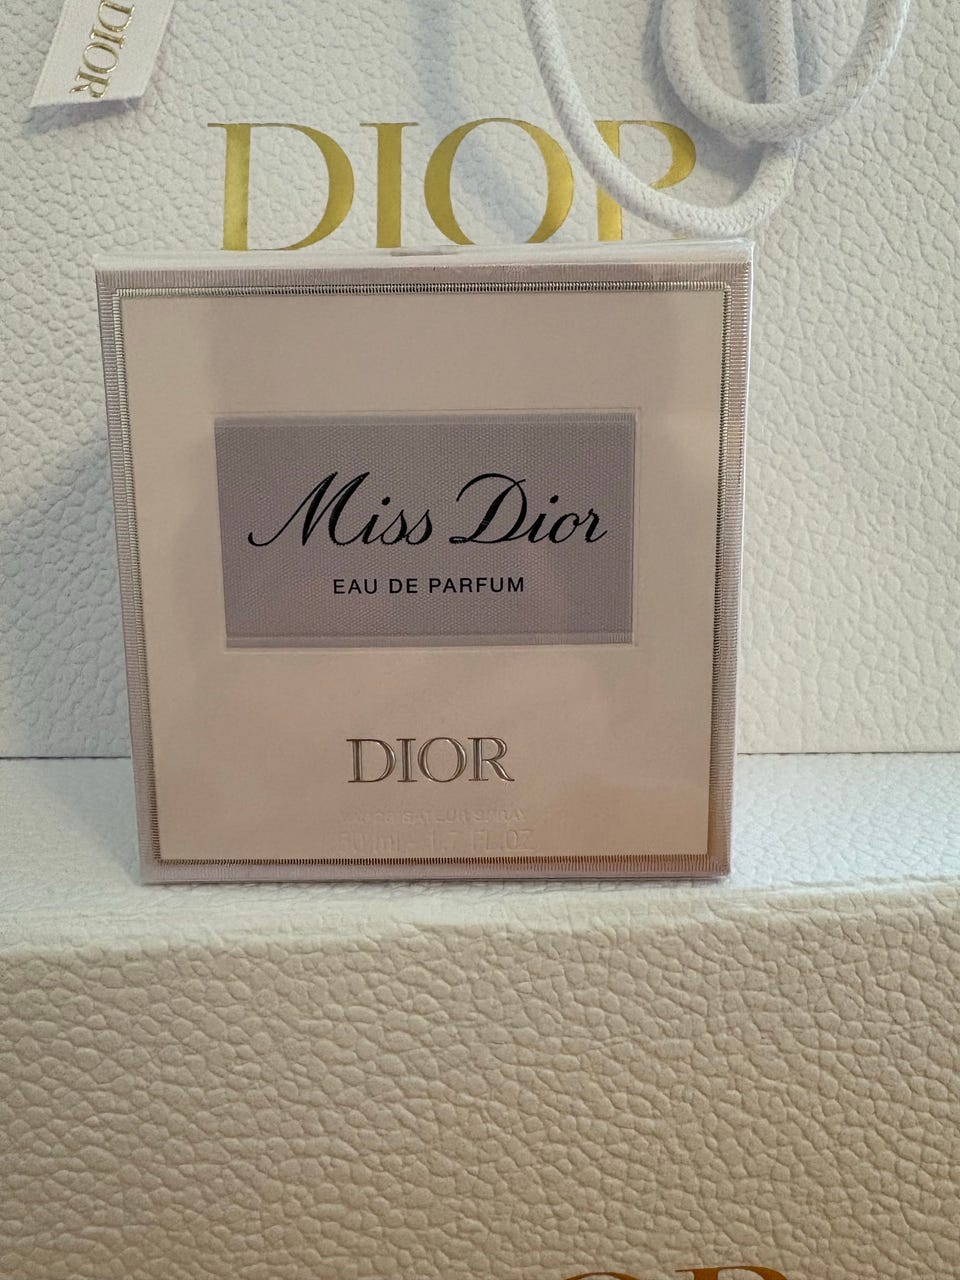 DIOR
DIOR
Miss Dior
EAU DE PARFUM
DIOR
VAPORISATEUR SPRAY
50 ml - 1.7 FL.OZ